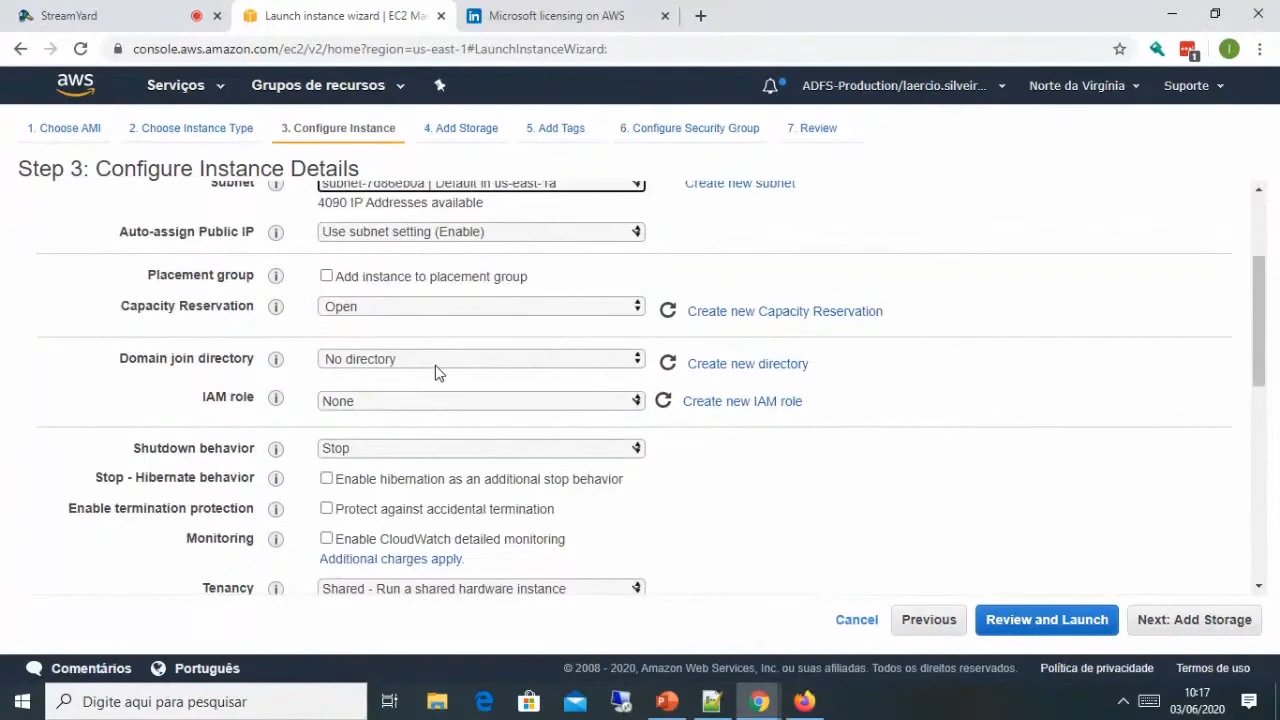 StreamYard
Launch instance wizard | EC2 Ma
Microsoft licensing on AWS
console.aws.amazon.com/ec2/v2/home?region=us-east-1#LaunchInstanceWizard:
1
I
aws
Serviços
Grupos de recursos
ADFS-Production/laercio.silveir...
Norte da Virgínia
Suporte
1. Choose AMI
2. Choose Instance Type
3. Configure Instance
4. Add Storage
5. Add Tags
6. Configure Security Group
7. Review
Step 3: Configure Instance Details
Subnet
subnet-7d86eb0a | Default in us-east-1a
Create new subnet
4090 IP Addresses available
Auto-assign Public IP
Use subnet setting (Enable)
Placement group
Add instance to placement group
Capacity Reservation
Open
Create new Capacity Reservation
Domain join directory
No directory
Create new directory
IAM role
None
Create new IAM role
Shutdown behavior
Stop
Stop - Hibernate behavior
Enable hibernation as an additional stop behavior
Enable termination protection
Protect against accidental termination
Monitoring
Enable CloudWatch detailed monitoring
Additional charges apply.
Tenancy
Shared - Run a shared hardware instance
Cancel
Previous
Review and Launch
Next: Add Storage
Comentários
Português
© 2008 - 2020, Amazon Web Services, Inc. ou suas afiliadas. Todos os direitos reservados.
Política de privacidade
Termos de uso
Digite aqui para pesquisar
10:17
03/06/2020